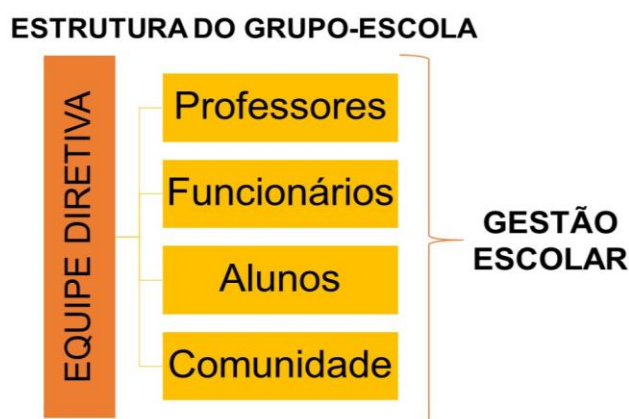 ESTRUTURA DO GRUPO-ESCOLA
EQUIPE DIRETIVA
Professores
Funcionários
Alunos
Comunidade
GESTÃO
ESCOLAR